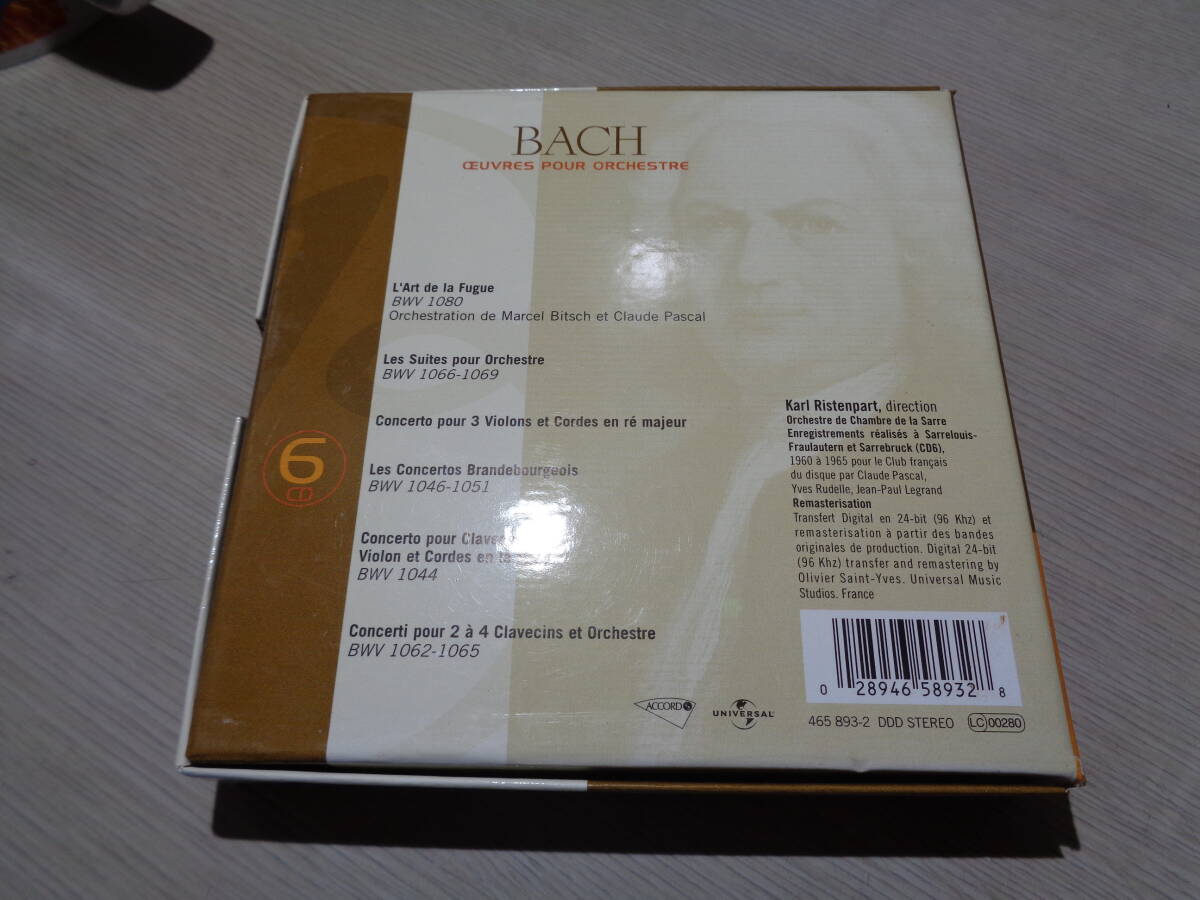 BACH
ŒUVRES POUR ORCHESTRE
L'Art de la Fugue
BWV 1080
Orchestration de Marcel Bitsch et Claude Pascal
Les Suites pour Orchestre
BWV 1066-1069
Concerto pour 3 Violons et Cordes en ré majeur
Les Concertos Brandebourgeois
BWV 1046-1051
Concerto pour
Violon et Cordes en
BWV 1044
Concerti pour 2 à 4 Clavecins et Orchestre
BWV 1062-1065
6
CD
Karl Ristenpart, direction
Orchestre de Chambre de la Sarre
Enregistrements réalisés à Sarrelouis-
Fraulautern et Sarrebruck (CD6),
1960 à 1965 pour le Club français
du disque par Claude Pascal,
Yves Rudelle, Jean-Paul Legrand
Remasterisation
Transfert Digital en 24-bit (96 Khz) et
remasterisation à partir des bandes
originales de production. Digital 24-bit
(96 Khz) transfer and remastering by
Olivier Saint-Yves. Universal Music
Studios. France
0 28946 58932 8
ACCORD
UNIVERSAL
465 893-2 DDD STEREO LC 00280